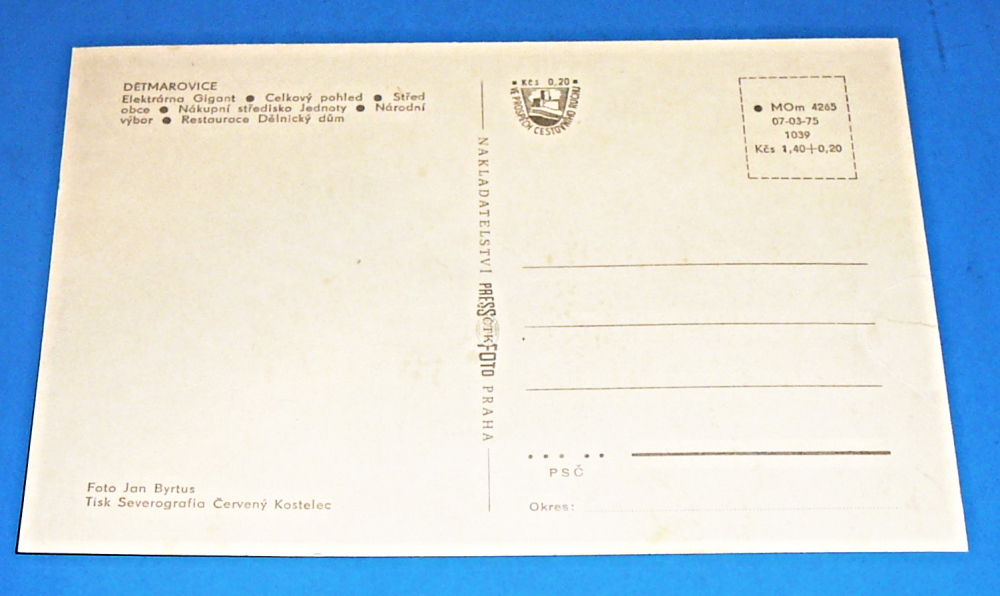 DĚTMAROVICE
Elektrárna Gigant ● Celkový pohled ● Střed
obce ● Nákupní středisko Jednoty ● Národní
výbor ● Restaurace Dělnický dům
Foto Jan Byrtus
Tisk Severografia Červený Kostelec
NAKLADATELSTVÍ PRESSFOTO PRAHA
ČTK
▪ Kčs 0,20 ▪
VE PROSPĚCH CESTOVNÍHO RUCHU
● MOm 4265
07-03-75
1039
Kčs 1,40+0,20
PSČ
Okres: